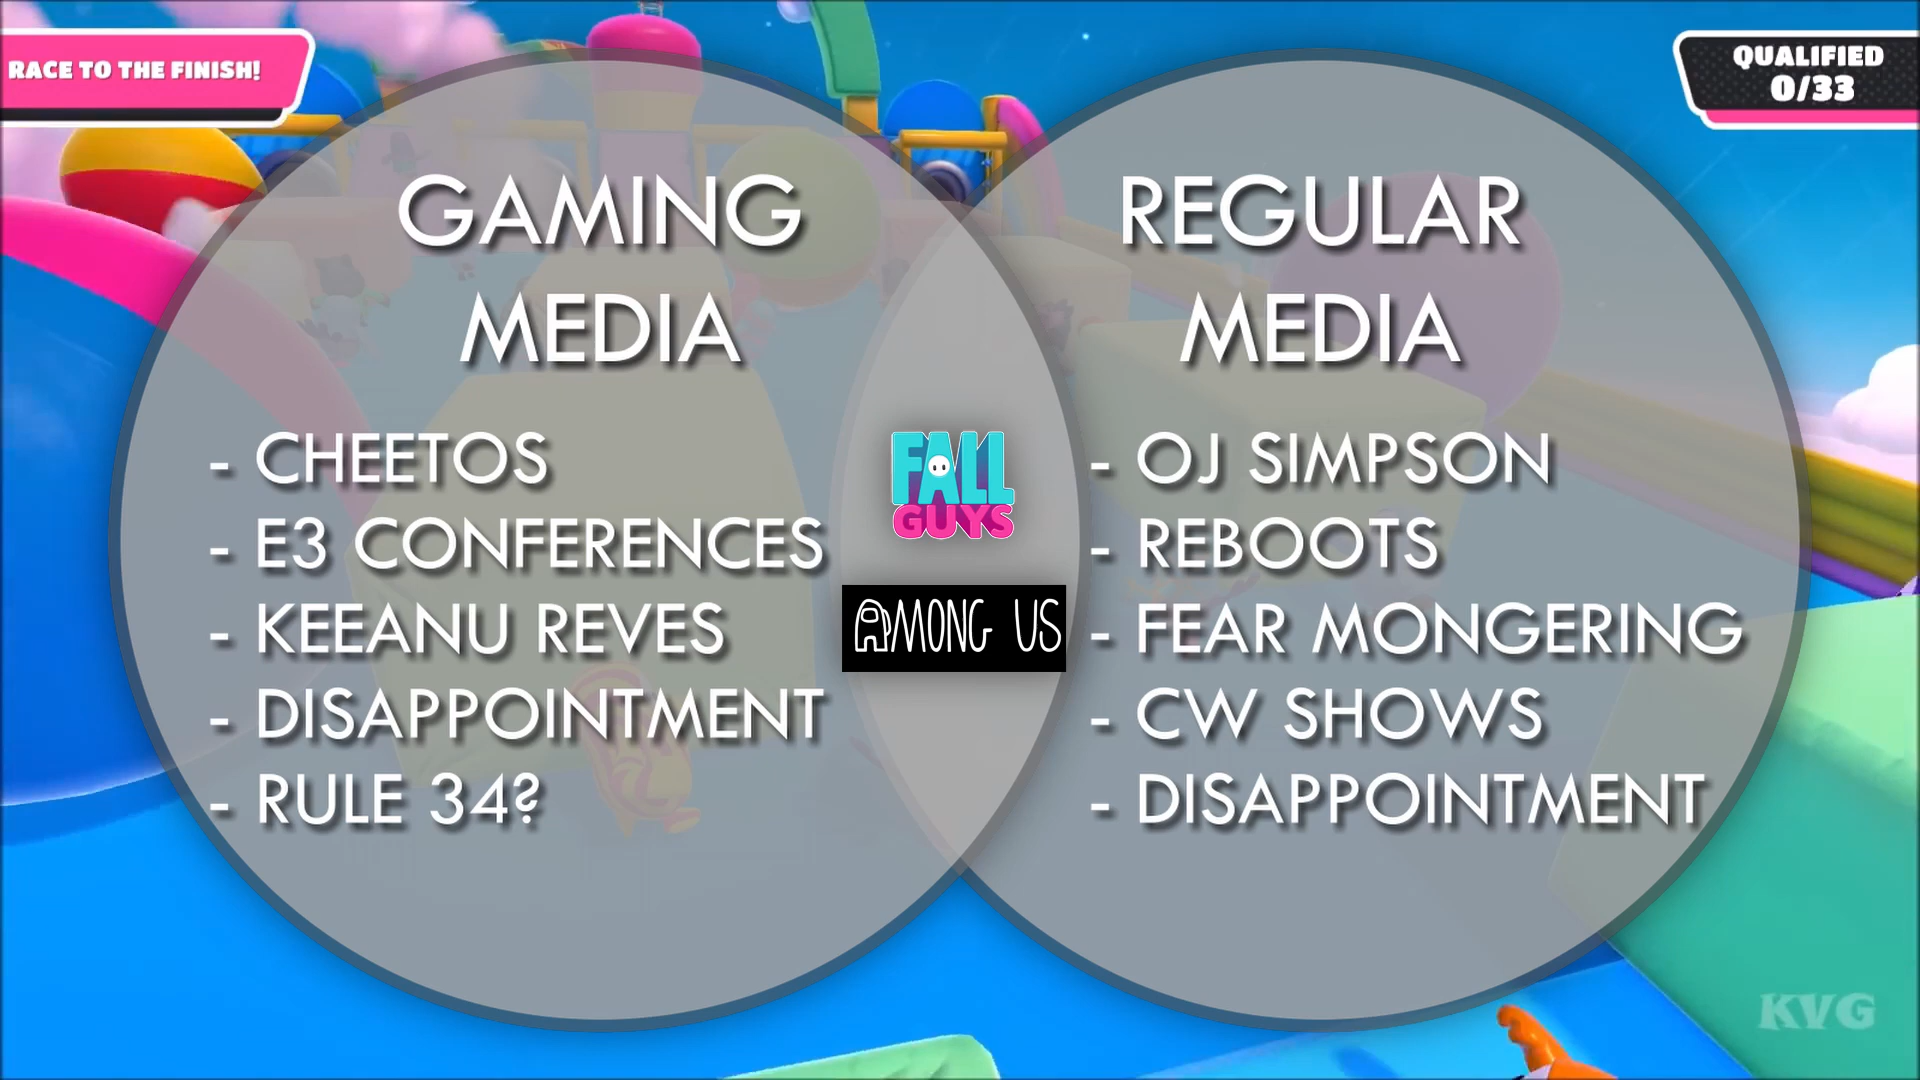 RACE TO THE FINISH!
QUALIFIED
0/33
GAMING
MEDIA
- CHEETOS
- E3 CONFERENCES
- KEEANU REVES
- DISAPPOINTMENT
- RULE 34?
FALL
GUYS
AMONG US
REGULAR
MEDIA
- OJ SIMPSON
- REBOOTS
- FEAR MONGERING
- CW SHOWS
- DISAPPOINTMENT
KVG